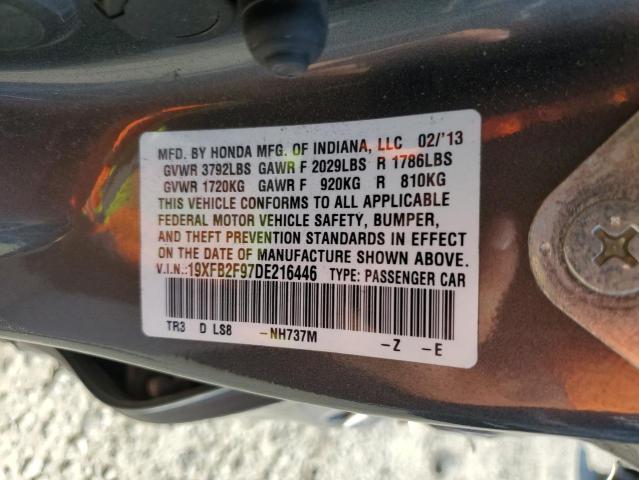 MFD. BY HONDA MFG. OF INDIANA, LLC 02/'13
GVWR 3792LBS GAWR F 2029LBS R 1786LBS
GVWR 1720KG GAWR F 920KG R 810KG
THIS VEHICLE CONFORMS TO ALL APPLICABLE
FEDERAL MOTOR VEHICLE SAFETY, BUMPER,
AND THEFT PREVENTION STANDARDS IN EFFECT
ON THE DATE OF MANUFACTURE SHOWN ABOVE.
V.I.N.:19XFB2F97DE216446 TYPE: PASSENGER CAR
TR3 D LS8 -NH737M -Z -E